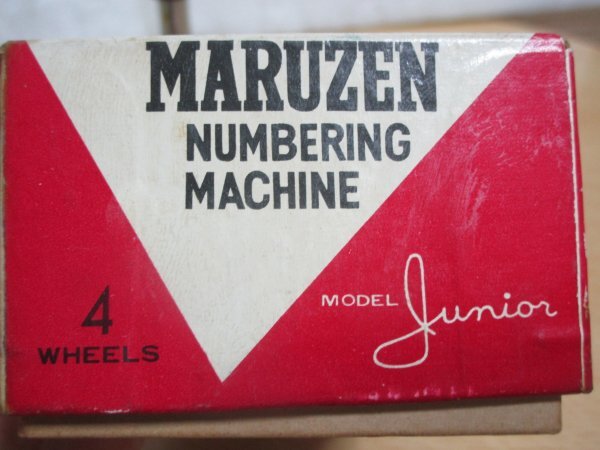 MARUZEN
NUMBERING
MACHINE
4
WHEELS
MODEL Junior